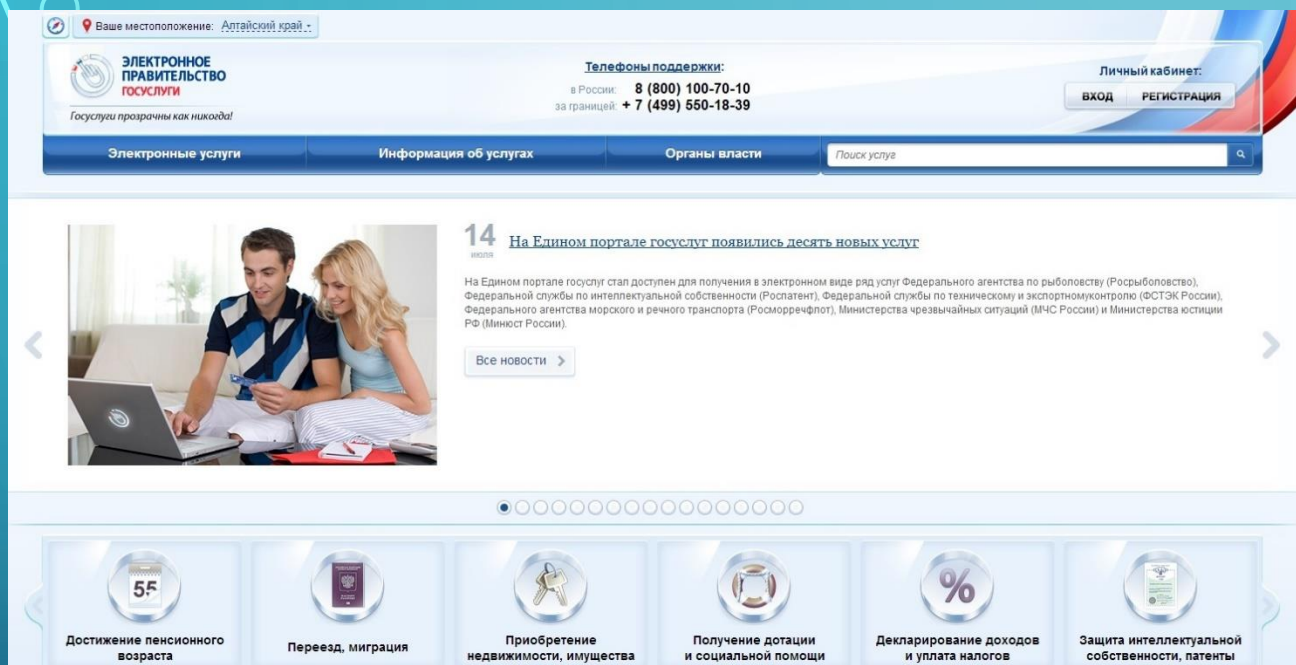 Ваше местоположение: Алтайский край
ЭЛЕКТРОННОЕ
ПРАВИТЕЛЬСТВО
ГОСУСЛУГИ
Госуслуги прозрачны как никогда!
Телефоны поддержки:
в России: 8 (800) 100-70-10
за границей: + 7 (499) 550-18-39
Личный кабинет:
ВХОД РЕГИСТРАЦИЯ
Электронные услуги Информация об услугах Органы власти Поиск услуг
14
июля
На Едином портале госуслуг появились десять новых услуг
На Едином портале госуслуг стал доступен для получения в электронном виде ряд услуг Федерального агентства по рыболовству (Росрыболовство),
Федеральной службы по интеллектуальной собственности (Роспатент), Федеральной службы по техническому и экспортномуконтролю (ФСТЭК России),
Федерального агентства морского и речного транспорта (Росморречфлот), Министерства чрезвычайных ситуаций (МЧС России) и Министерства юстиции
РФ (Минюст России).
Все новости
55
Достижение пенсионного
возраста
Переезд, миграция
Приобретение
недвижимости, имущества
Получение дотации
и социальной помощи
%
Декларирование доходов
и уплата налогов
Защита интеллектуальной
собственности, патенты